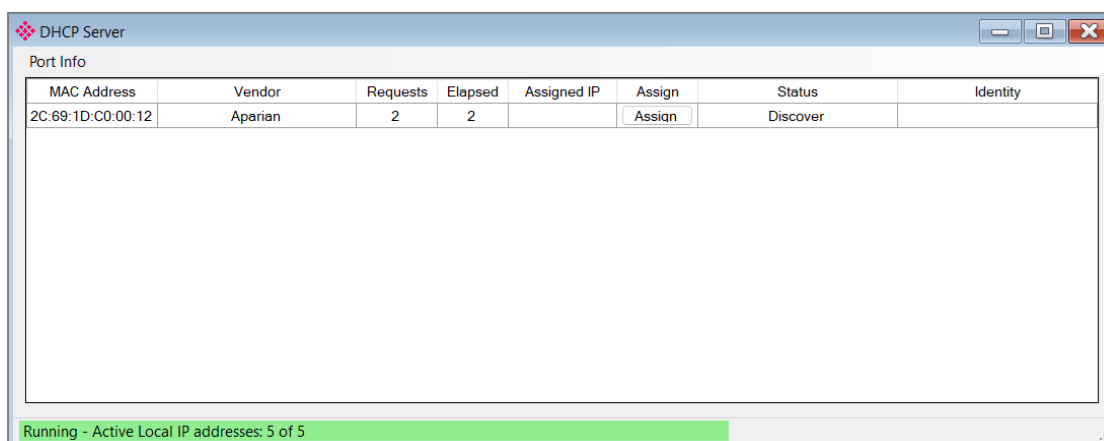 DHCP Server
Port Info
MAC Address Vendor Requests Elapsed Assigned IP Assign Status Identity
2C:69:1D:C0:00:12 Aparian 2 2 Assign Discover
Running - Active Local IP addresses: 5 of 5